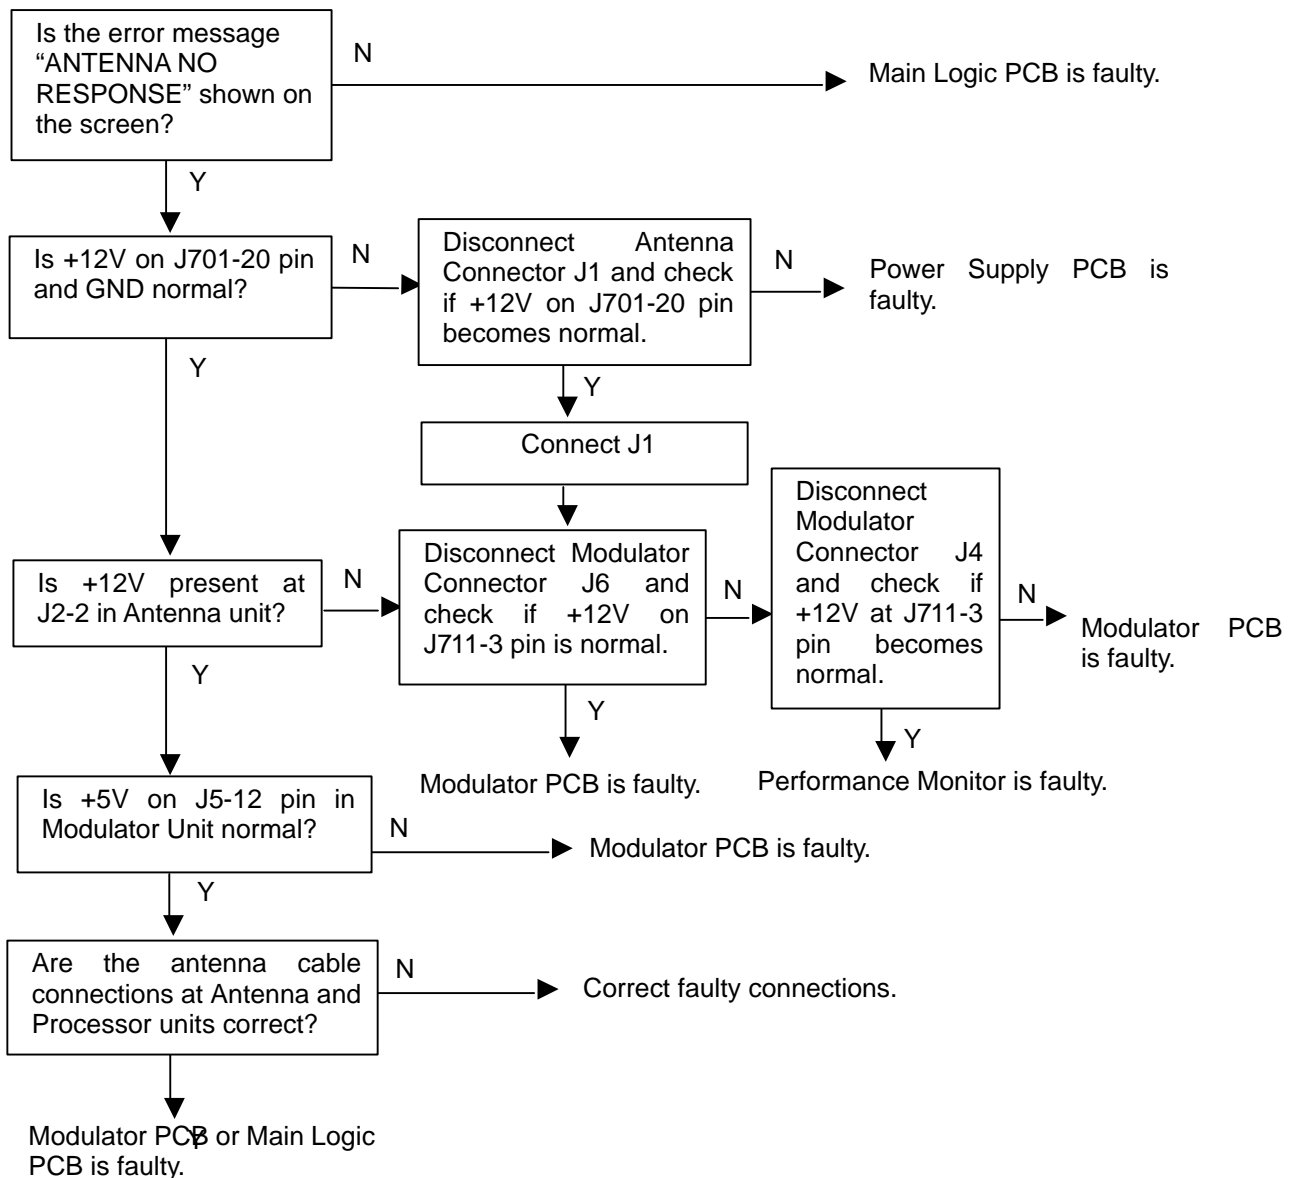 Is the error message
“ANTENNA NO
RESPONSE” shown on
the screen?
N
Main Logic PCB is faulty.
Y
Is +12V on J701-20 pin
and GND normal?
N
Disconnect Antenna
Connector J1 and check
if +12V on J701-20 pin
becomes normal.
N
Power Supply PCB is
faulty.
Y
Y
Connect J1
Is +12V present at
J2-2 in Antenna unit?
N
Disconnect Modulator
Connector J6 and
check if +12V on
J711-3 pin is normal.
N
Disconnect
Modulator
Connector J4
and check if
+12V at J711-3
pin becomes
normal.
N
Modulator PCB
is faulty.
Y
Y
Y
Modulator PCB is faulty.
Performance Monitor is faulty.
Is +5V on J5-12 pin in
Modulator Unit normal?
N
Modulator PCB is faulty.
Y
Are the antenna cable
connections at Antenna and
Processor units correct?
N
Correct faulty connections.
Y
Modulator PCB or Main Logic
PCB is faulty.